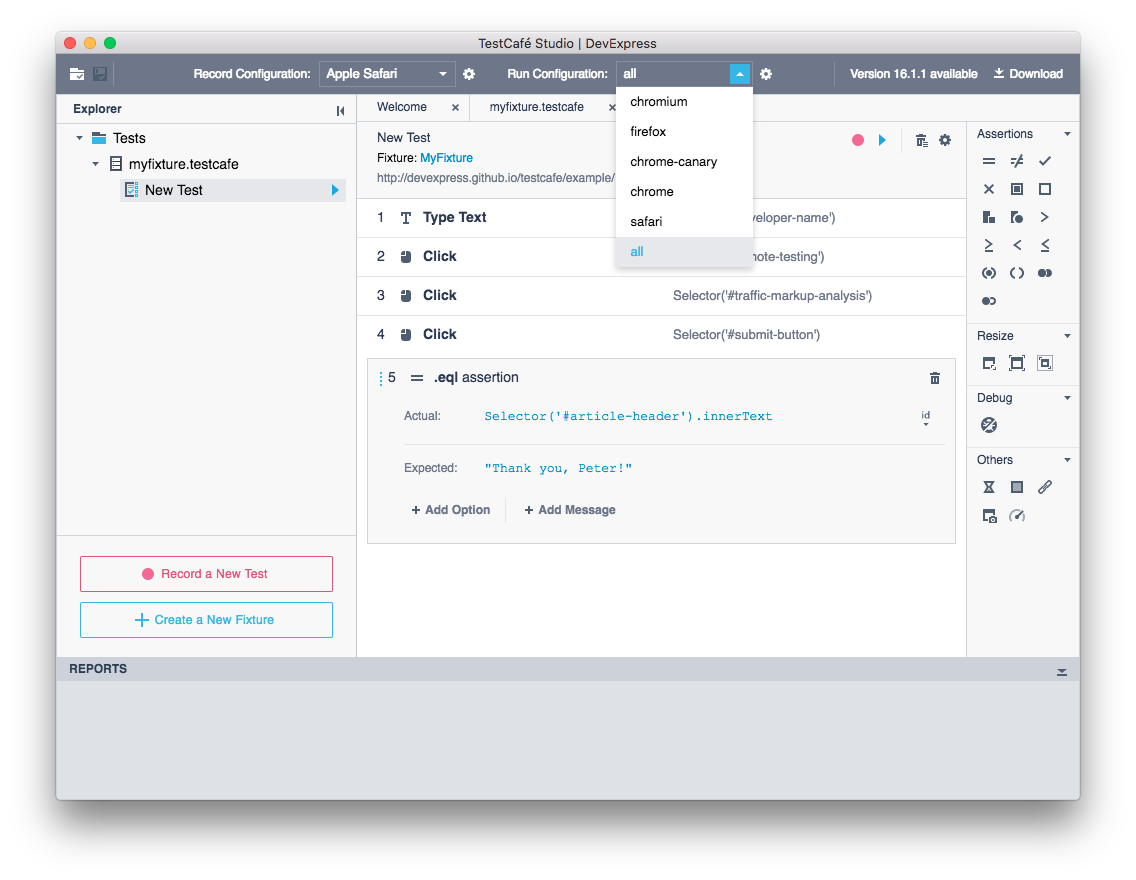 TestCafé Studio | DevExpress
Record Configuration: Apple Safari Run Configuration: all Version 16.1.1 available Download
chromium
firefox
chrome-canary
chrome
safari
all
Explorer
Tests
myfixture.testcafe
New Test
Welcome myfixture.testcafe
New Test
Fixture: MyFixture
http://devexpress.github.io/testcafe/example/
1 Type Text veloper-name')
2 Click note-testing')
3 Click Selector('#traffic-markup-analysis')
4 Click Selector('#submit-button')
5 .eql assertion
Actual: Selector('#article-header').innerText id
Expected: "Thank you, Peter!"
+ Add Option + Add Message
Assertions
Resize
Debug
Others
Record a New Test
Create a New Fixture
REPORTS